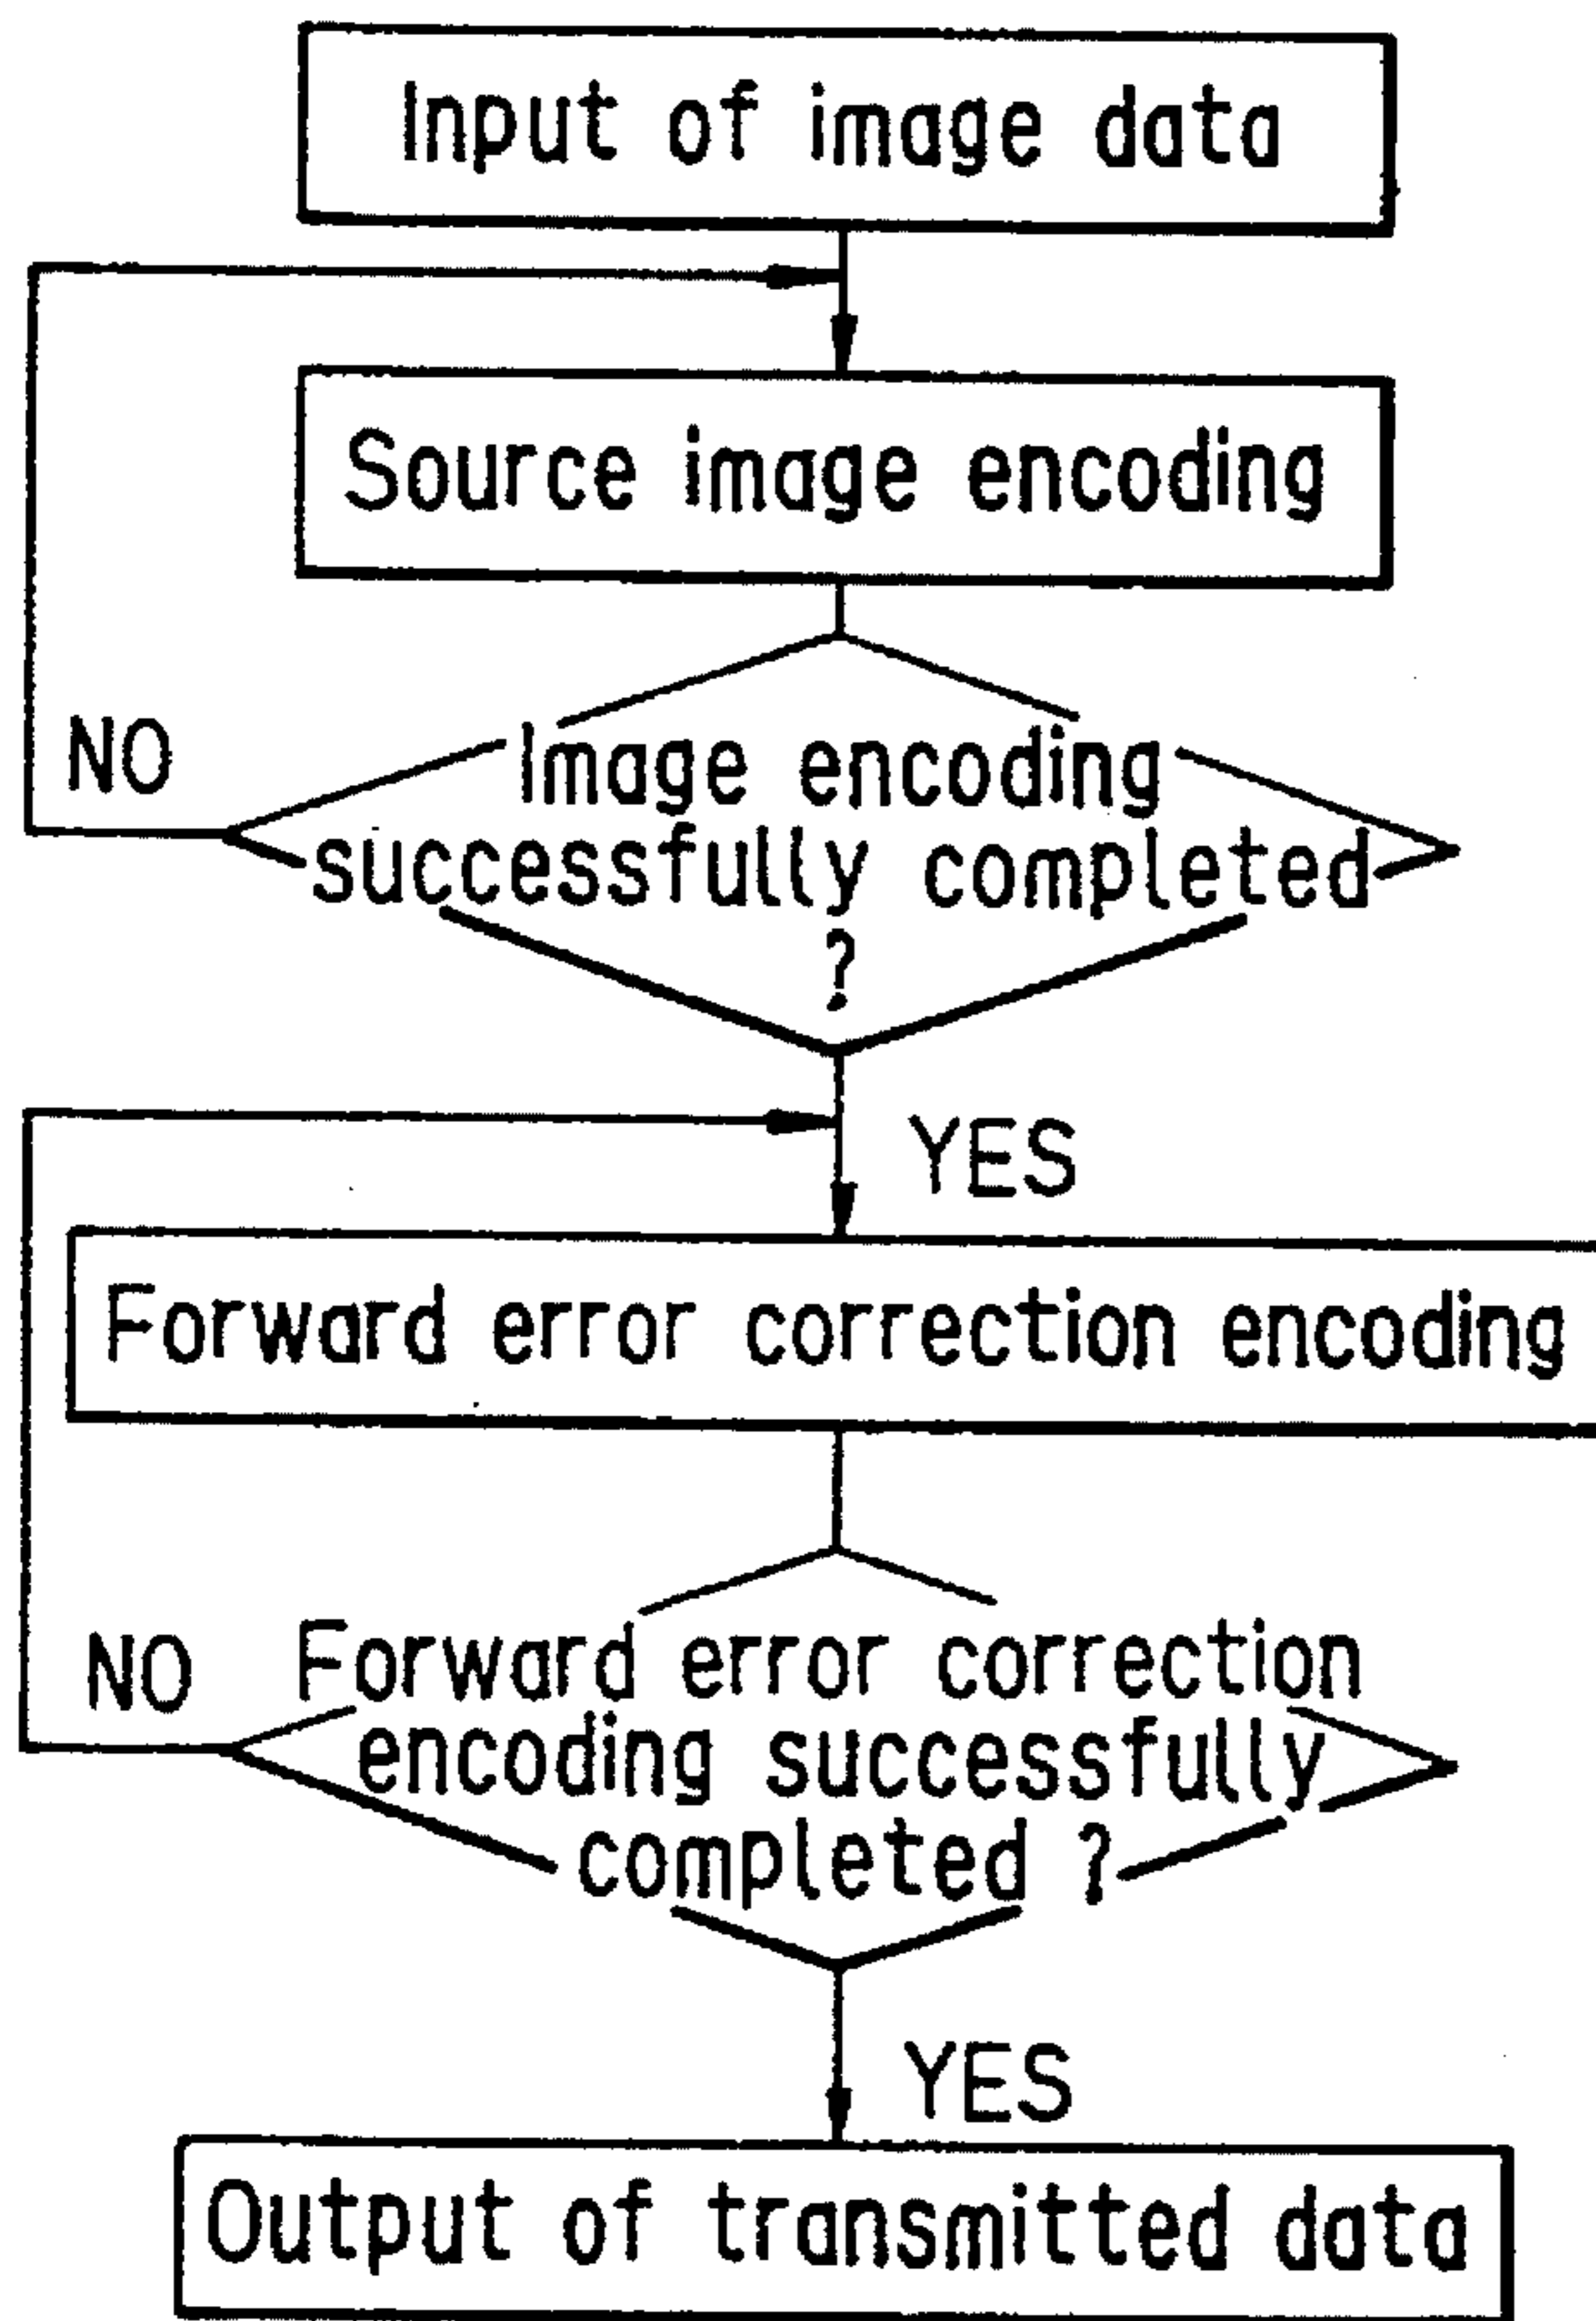 Input of image data
Source image encoding
NO
Image encoding
successfully completed
?
YES
Forward error correction encoding
NO
Forward error correction
encoding successfully
completed ?
YES
Output of transmitted data